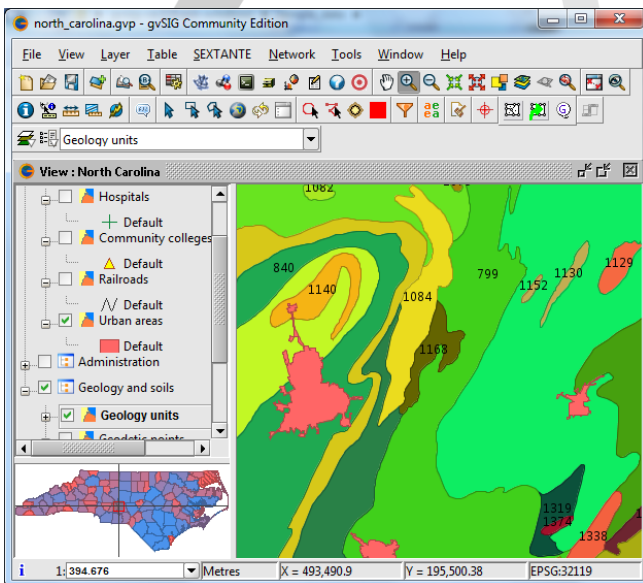 north_carolina.gvp - gvSIG Community Edition
File View Layer Table SEXTANTE Network Tools Window Help
Geology units
View : North Carolina
Hospitals
Default
Community colleges
Default
Railroads
Default
Urban areas
Default
Administration
Geology and soils
Geology units
Geodetic points
1082
840
1140
1084
799
1152
1130
1129
1168
1319
1374
1338
1: 394.676 Metres X = 493,490.9 Y = 195,500.38 EPSG:32119